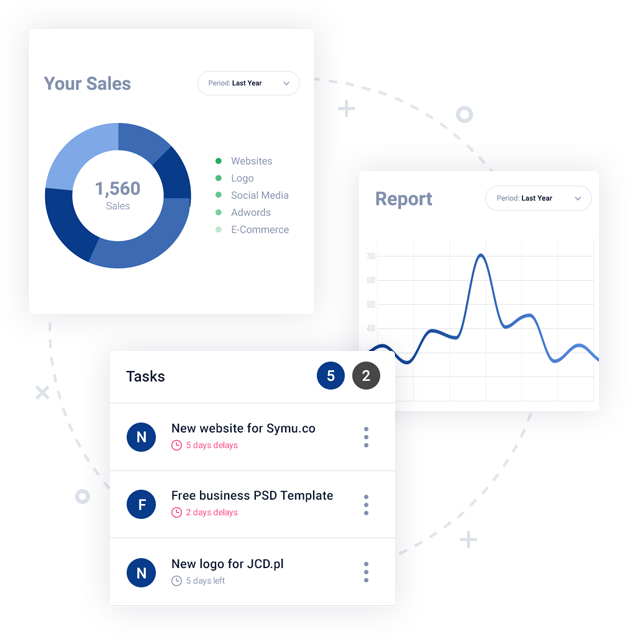 Your Sales
Period: Last Year
1,560
Sales
Websites
Logo
Social Media
Adwords
E-Commerce
Report
Period: Last Year
700
600
500
400
Tasks
5
2
N
New website for Symu.co
5 days delays
F
Free business PSD Template
2 days delays
N
New logo for JCD.pl
5 days left